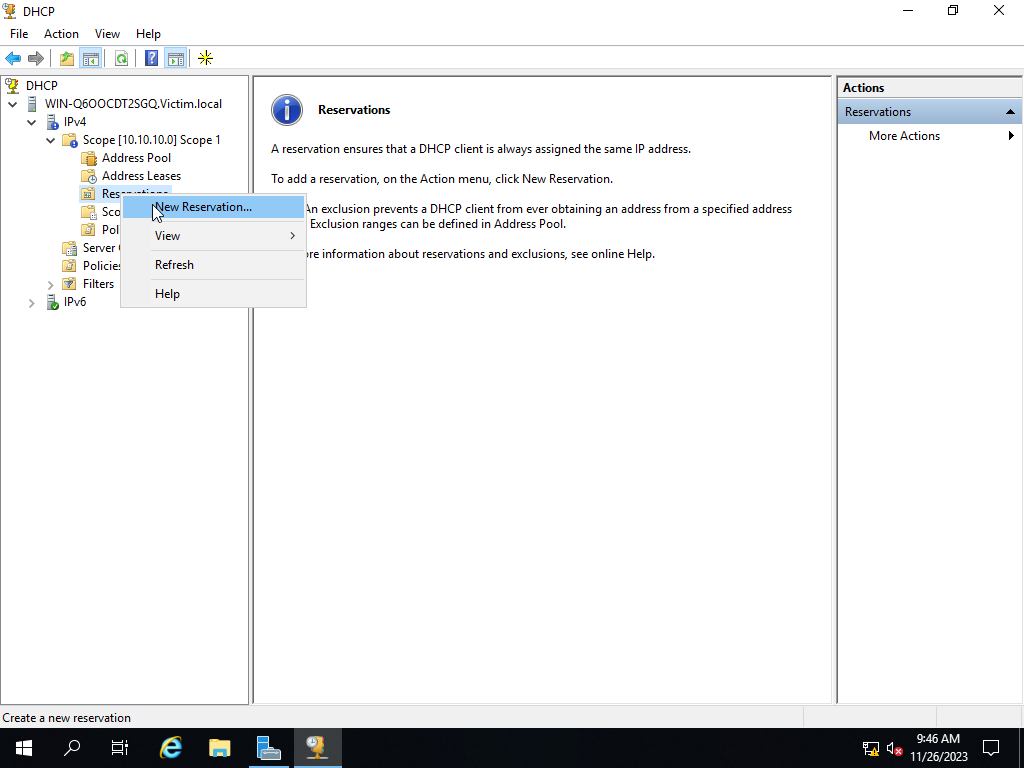 DHCP
File Action View Help
DHCP
WIN-Q6OOCDT2SGQ.Victim.local
IPv4
Scope [10.10.10.0] Scope 1
Address Pool
Address Leases
Reservations
Sco
Pol
Server
Policies
Filters
IPv6
New Reservation...
View
Refresh
Help
Reservations
A reservation ensures that a DHCP client is always assigned the same IP address.
To add a reservation, on the Action menu, click New Reservation.
An exclusion prevents a DHCP client from ever obtaining an address from a specified address
Exclusion ranges can be defined in Address Pool.
re information about reservations and exclusions, see online Help.
Actions
Reservations
More Actions
Create a new reservation
9:46 AM
11/26/2023